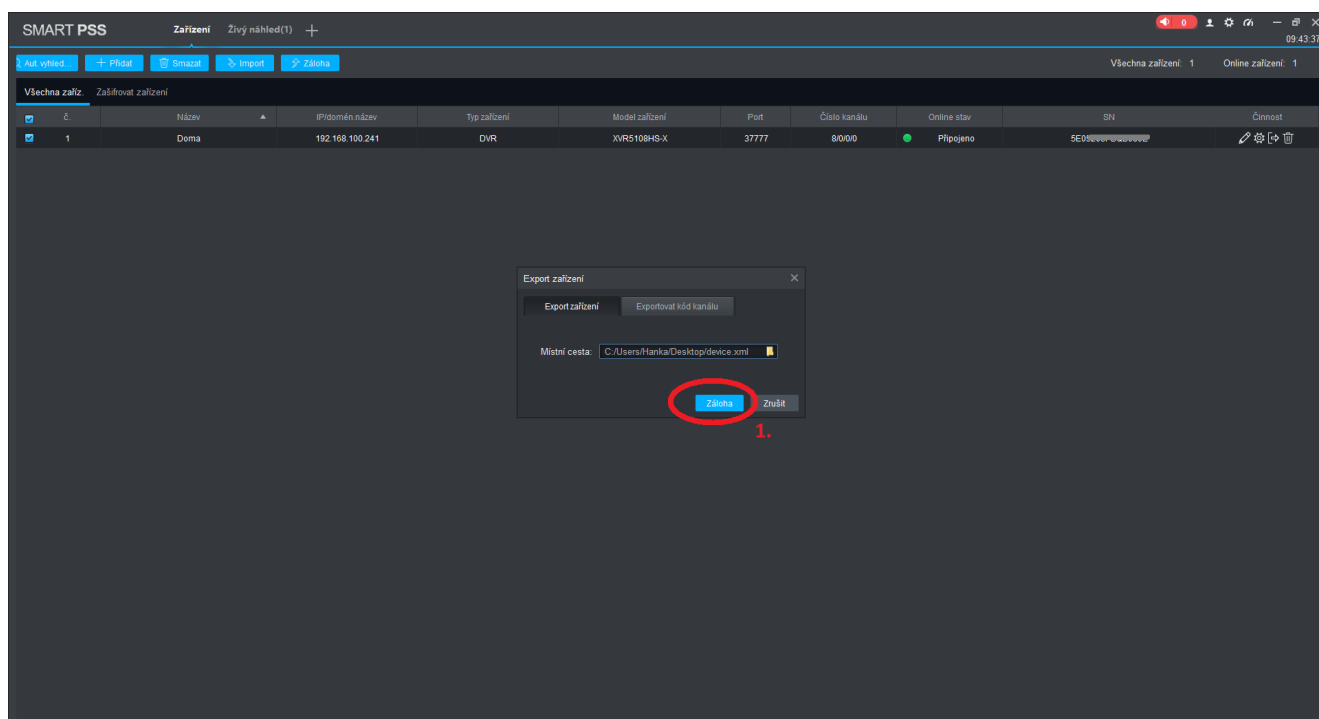 SMART PSS Zařízení Živý náhled(1) 0
09:43:37
Aut. vyhled... Přidat Smazat Import Záloha Všechna zařízení: 1 Online zařízení: 1
Všechna zaříz. Zašifrovat zařízení
č. Název IP/domén.název Typ zařízení Model zařízení Port Číslo kanálu Online stav SN Činnost
1 Doma 192.168.100.241 DVR XVR5108HS-X 37777 8/0/0/0 Připojeno
Export zařízení
Export zařízení Exportovat kód kanálu
Místní cesta: C:/Users/Hanka/Desktop/device.xml
Záloha Zrušit
1.